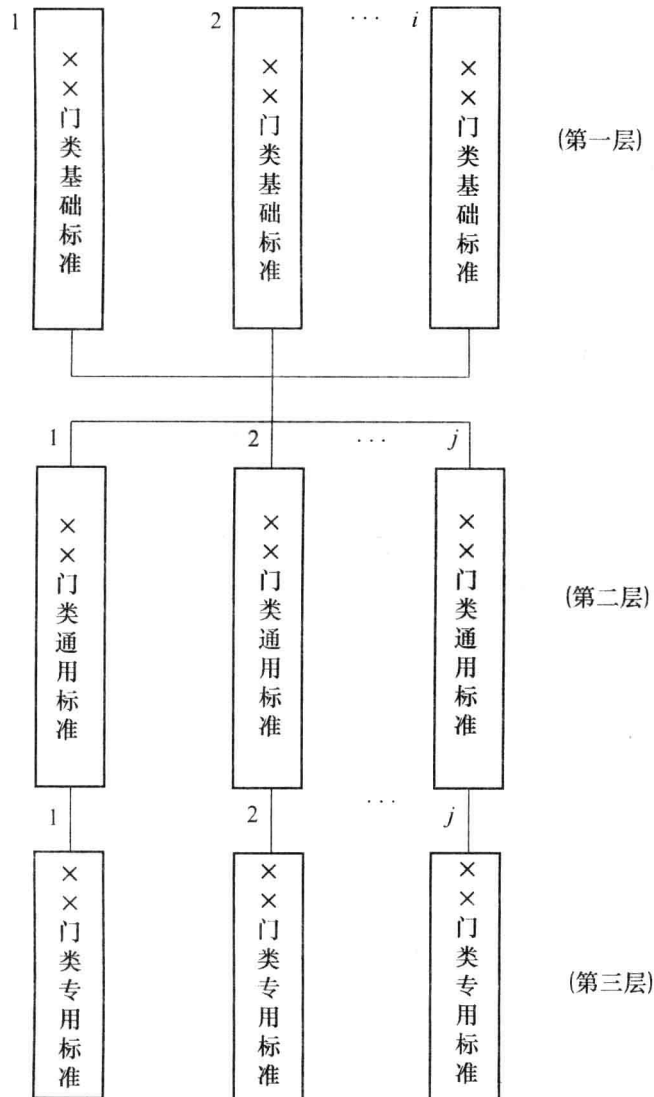 1
2
··· i
××门类基础标准
××门类基础标准
××门类基础标准
(第一层)
1
2
··· j
××门类通用标准
××门类通用标准
××门类通用标准
(第二层)
1
2
··· j
××门类专用标准
××门类专用标准
××门类专用标准
(第三层)